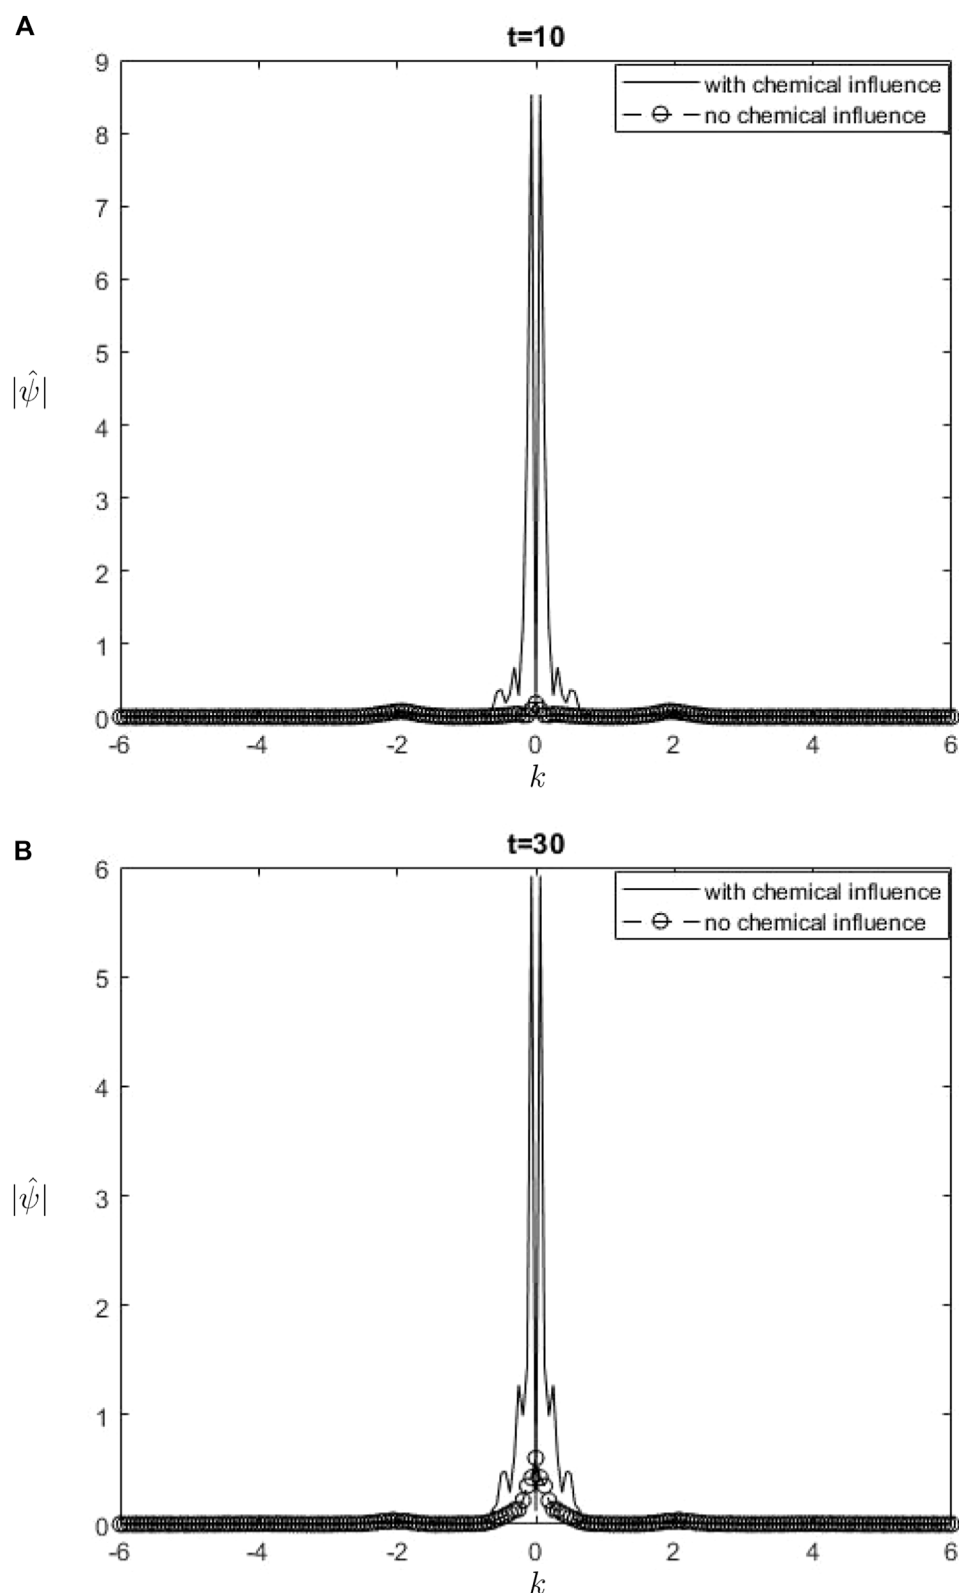 A
t=10
with chemical influence
no chemical influence
9
8
7
6
5
4
3
2
1
0
|ψ̂|
-6 -4 -2 0 2 4 6
k
B
t=30
with chemical influence
no chemical influence
6
5
4
3
2
1
0
|ψ̂|
-6 -4 -2 0 2 4 6
k